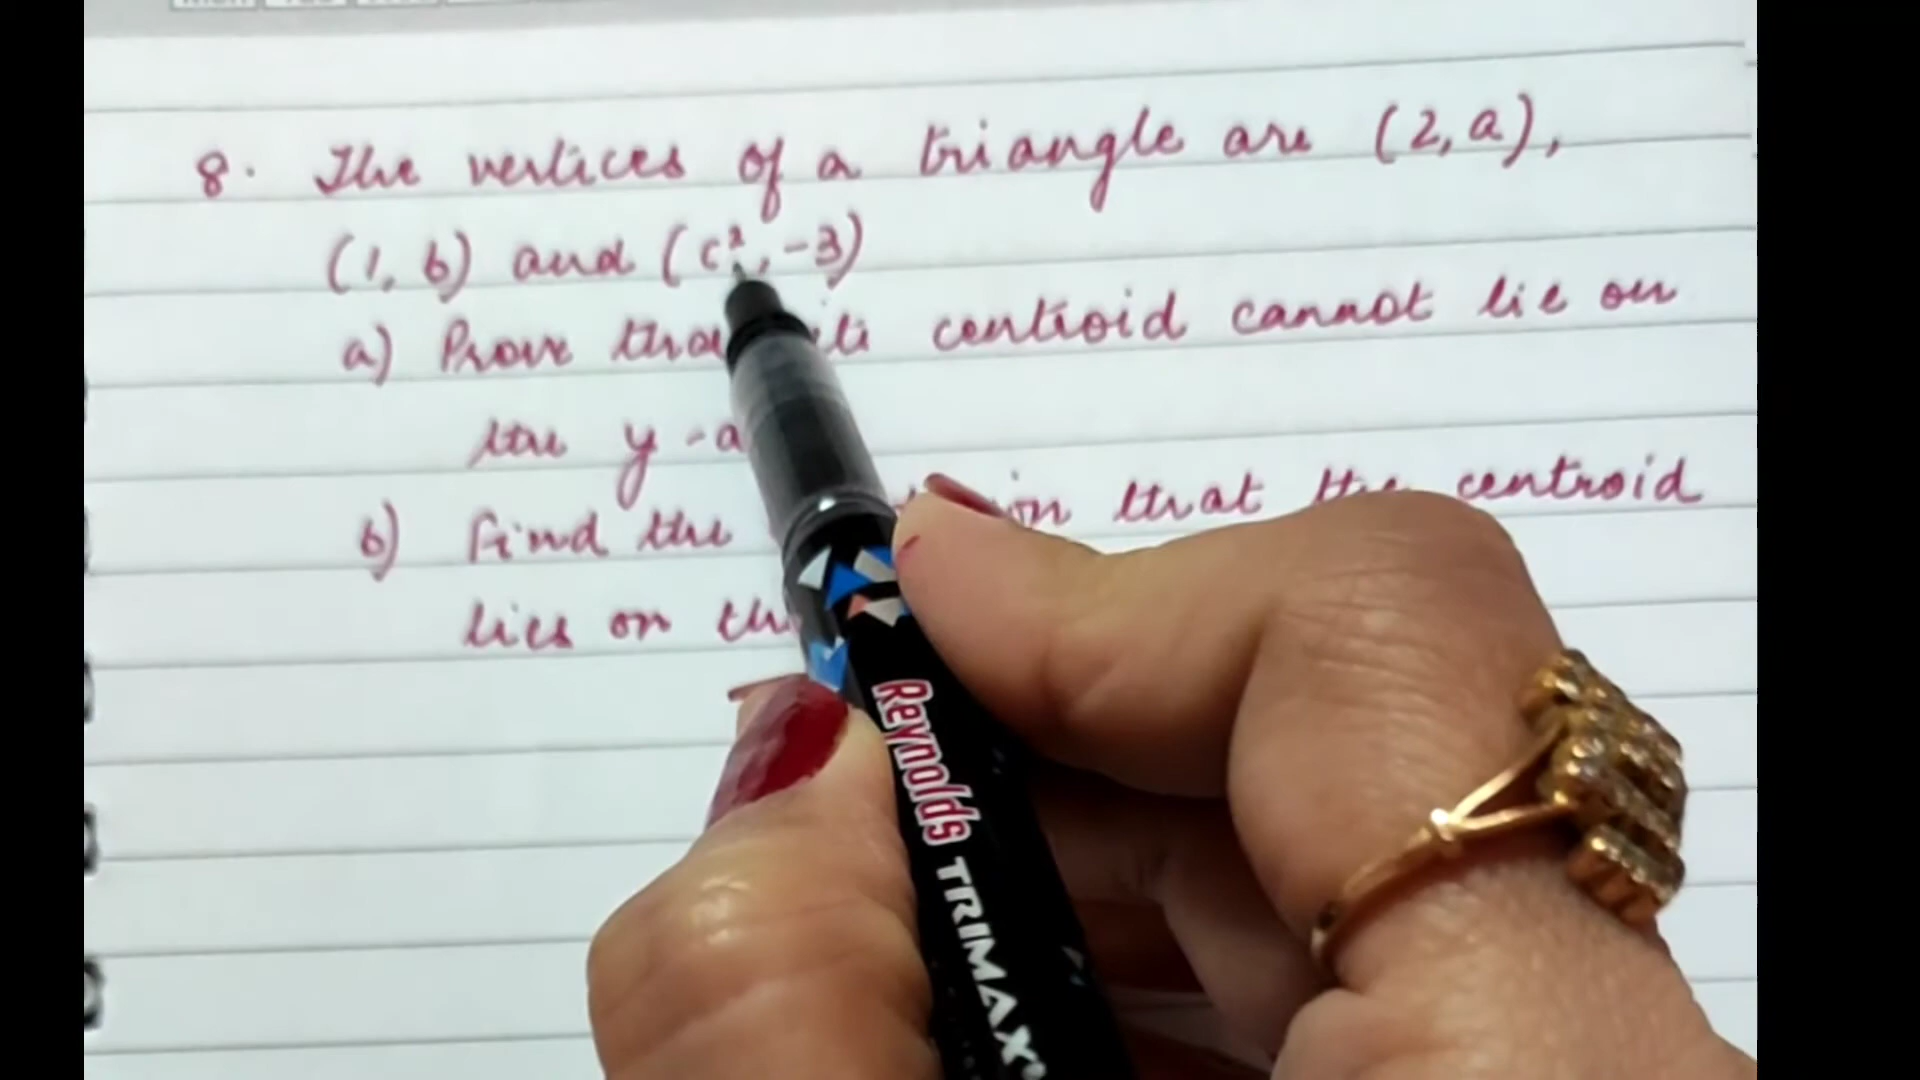 8. The vertices of a triangle are (2, a),
(1, b) and (c², -3)
a) Prove centroid cannot lie on
the y-a
b) Find the that the centroid
lies on
Reynolds TRIMAX